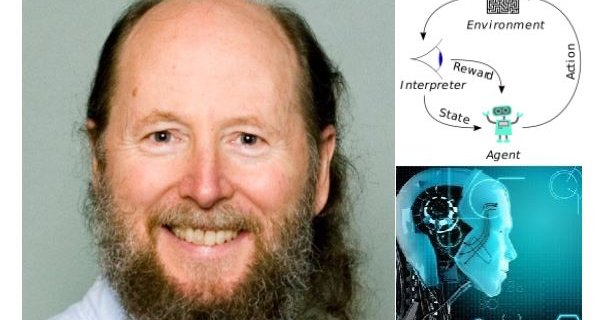 Environment
Reward
Action
Interpreter
State
Agent